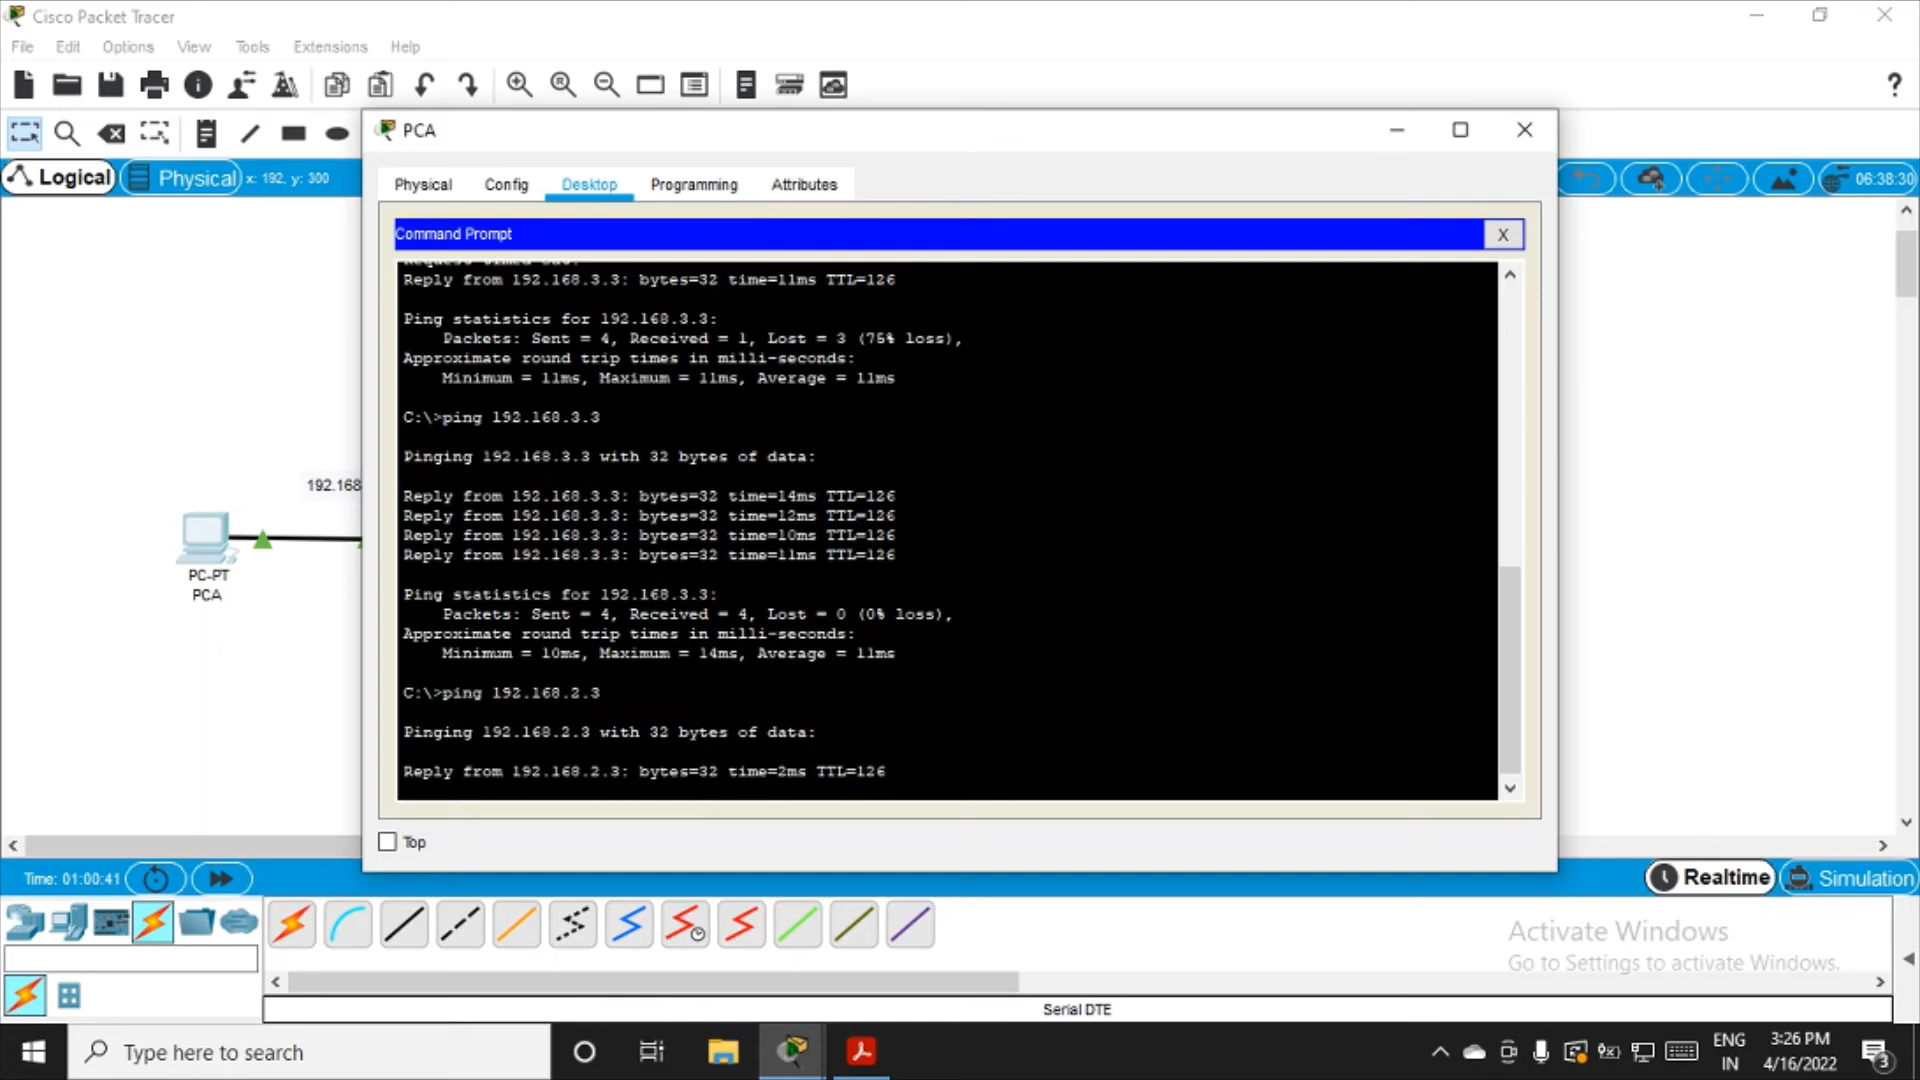 Cisco Packet Tracer
File Edit Options View Tools Extensions Help
?
PCA
Logical Physical x: 192, y: 300
06:38:30
Physical Config Desktop Programming Attributes
Command Prompt
X
Request timed out.
Reply from 192.168.3.3: bytes=32 time=11ms TTL=126
Ping statistics for 192.168.3.3:
Packets: Sent = 4, Received = 1, Lost = 3 (75% loss),
Approximate round trip times in milli-seconds:
Minimum = 11ms, Maximum = 11ms, Average = 11ms
C:\>ping 192.168.3.3
Pinging 192.168.3.3 with 32 bytes of data:
Reply from 192.168.3.3: bytes=32 time=14ms TTL=126
Reply from 192.168.3.3: bytes=32 time=12ms TTL=126
Reply from 192.168.3.3: bytes=32 time=10ms TTL=126
Reply from 192.168.3.3: bytes=32 time=11ms TTL=126
Ping statistics for 192.168.3.3:
Packets: Sent = 4, Received = 4, Lost = 0 (0% loss),
Approximate round trip times in milli-seconds:
Minimum = 10ms, Maximum = 14ms, Average = 11ms
C:\>ping 192.168.2.3
Pinging 192.168.2.3 with 32 bytes of data:
Reply from 192.168.2.3: bytes=32 time=2ms TTL=126
192.168
PC-PT
PCA
Top
Time: 01:00:41
Realtime Simulation
Activate Windows
Go to Settings to activate Windows.
Serial DTE
Type here to search
ENG
IN
3:26 PM
4/16/2022
3